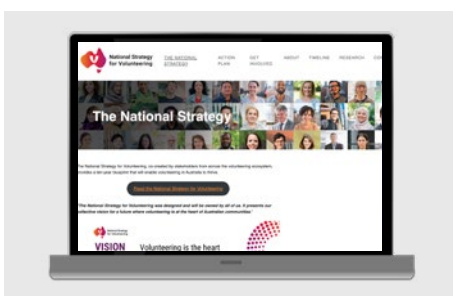 National Strategy
for Volunteering
THE NATIONAL
STRATEGY
ACTION
PLAN
GET
INVOLVED
ABOUT
TIMELINE
RESEARCH
The National Strategy
The National Strategy for Volunteering, co-created by stakeholders from across the volunteering ecosystem,
provides a ten-year blueprint that will enable volunteering in Australia to thrive.
Read the National Strategy for Volunteering
'The National Strategy for Volunteering was designed and will be owned by all of us. It presents our
collective vision for a future where volunteering is at the heart of Australian communities'
VISION
Volunteering is the heart